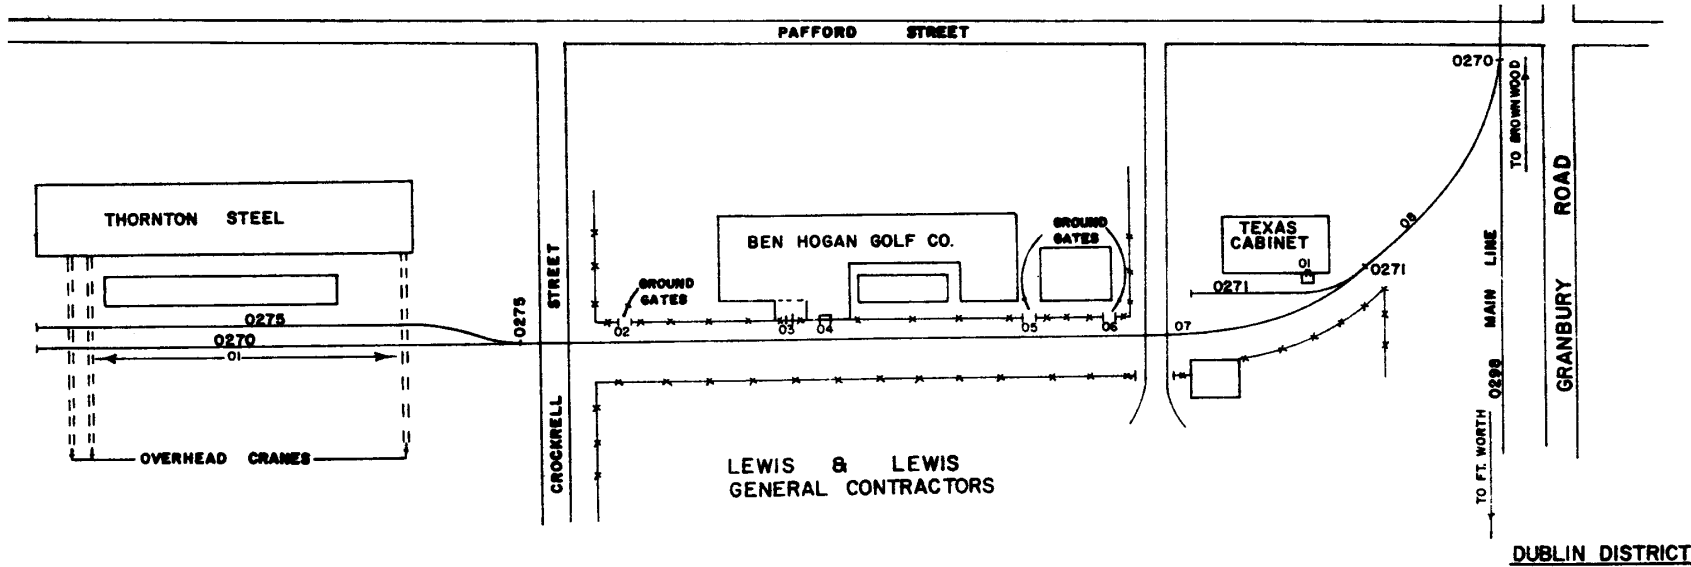 PAFFORD STREET
0270
TO BROWNWOOD
THORNTON STEEL
0275
0270
01
OVERHEAD CRANES
0275
CROCKRELL STREET
GROUND
GATES
02
BEN HOGAN GOLF CO.
03
04
GROUND
GATES
05
06
07
TEXAS
CABINET
01
0271
0271
08
0298 MAIN LINE
GRANBURY ROAD
TO FT. WORTH
LEWIS & LEWIS
GENERAL CONTRACTORS
DUBLIN DISTRICT